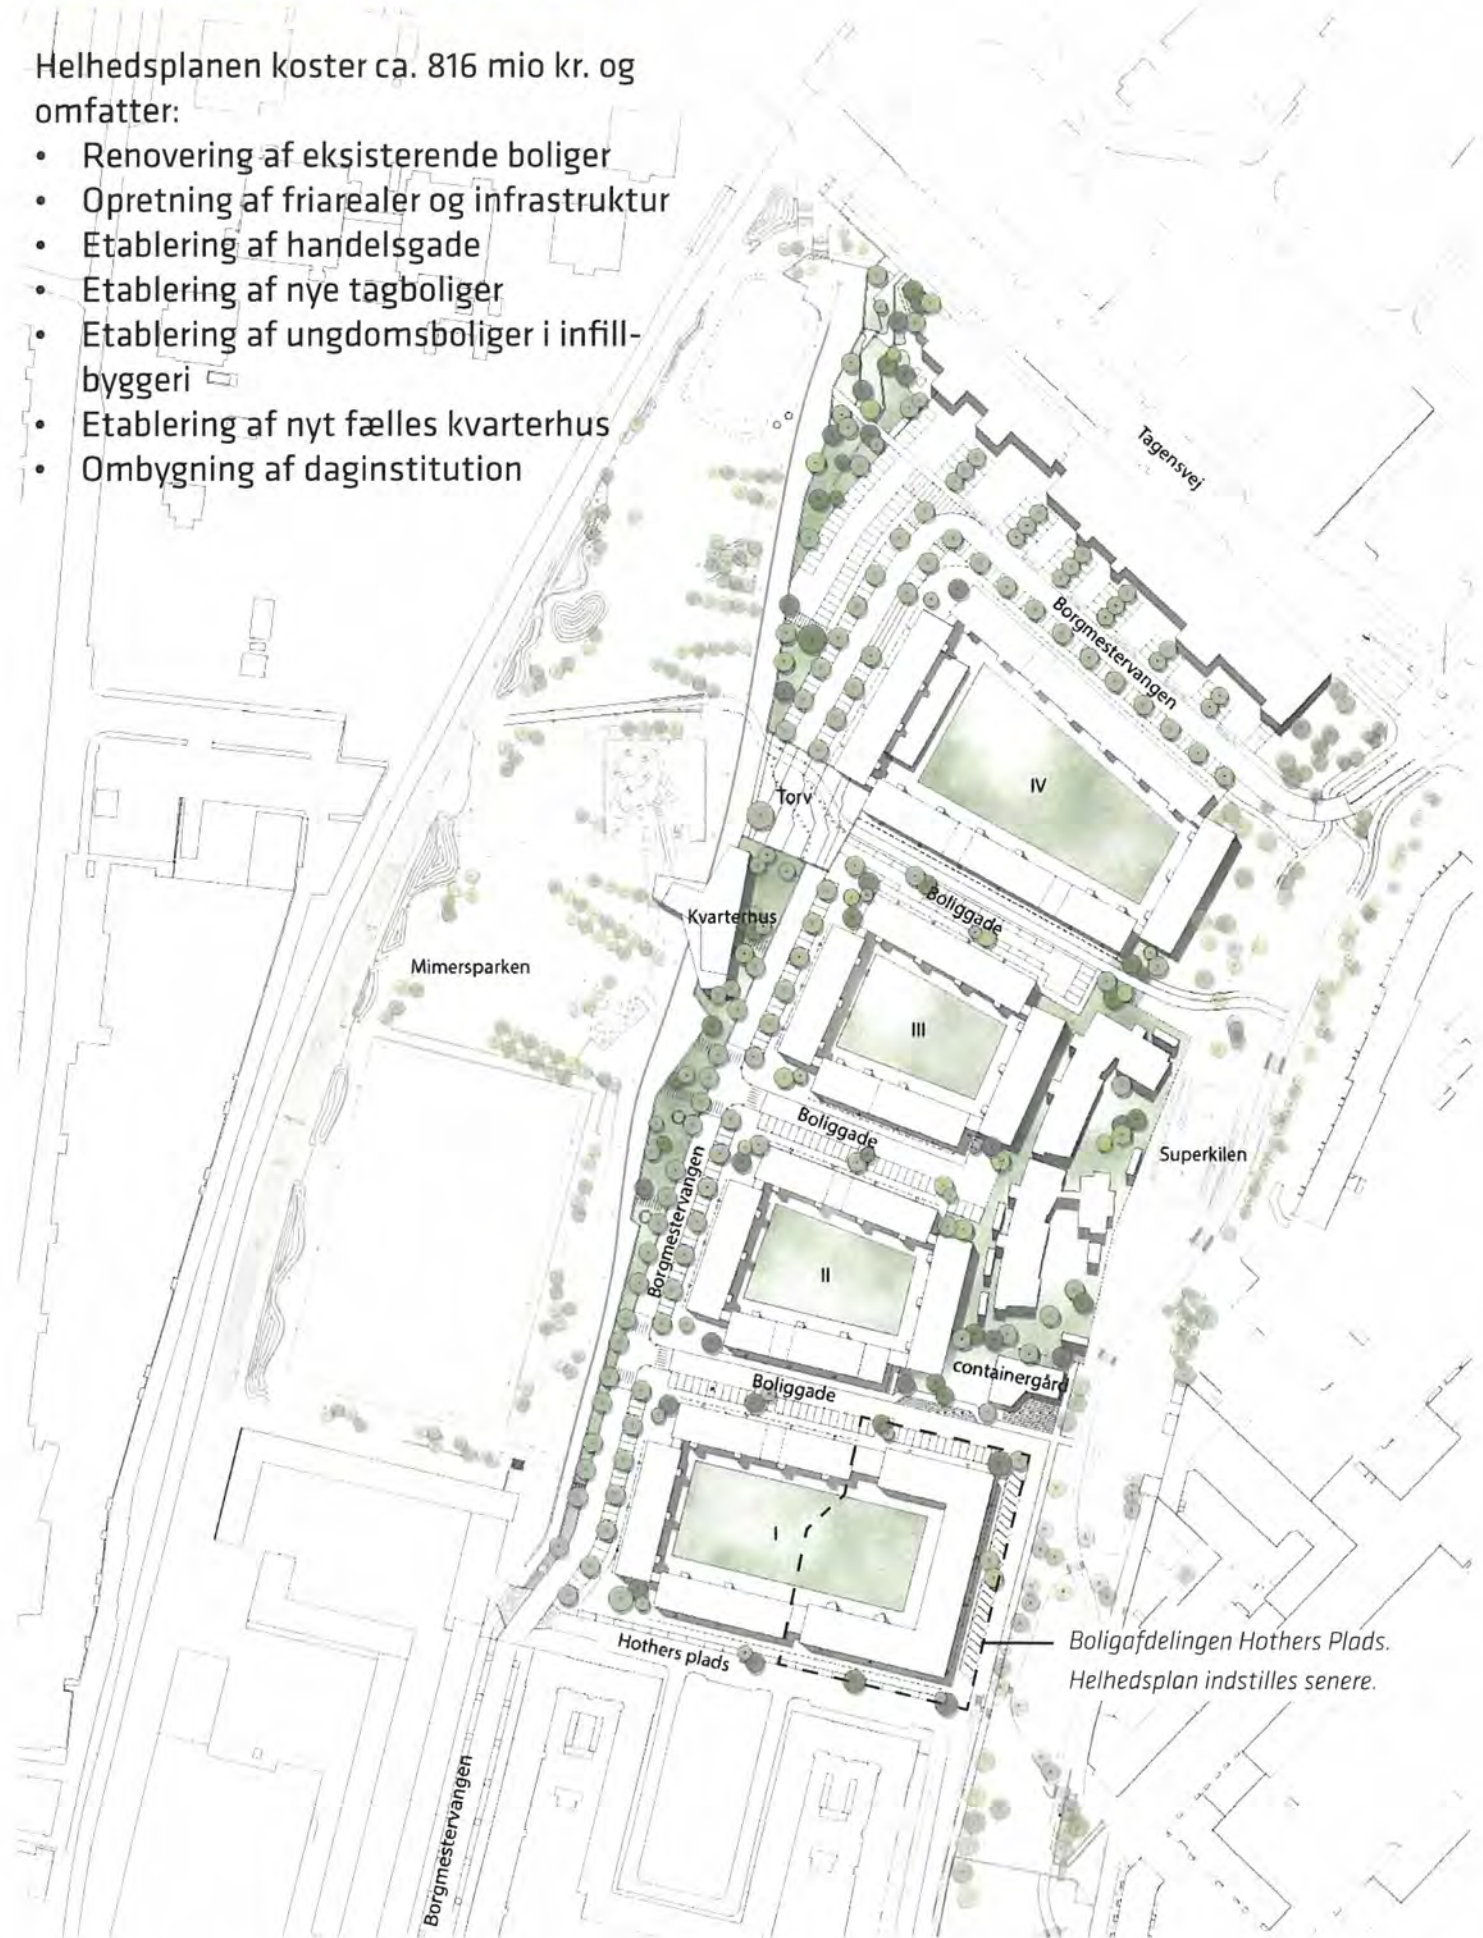 Helhedsplanen koster ca. 816 mio kr. og
omfatter:
• Renovering af eksisterende boliger
• Opretning af friarealer og infrastruktur
• Etablering af handelsgade
• Etablering af nye tagboliger
• Etablering af ungdomsboliger i infill-
byggeri
• Etablering af nyt fælles kvarterhus
• Ombygning af daginstitution
Tagensvej
Borgmestervangen
IV
Torv
Boliggade
Kvarterhus
Mimersparken
III
Boliggade
Superkilen
Borgmestervangen
II
containergård
Boliggade
I
Hothers plads
Boligafdelingen Hothers Plads.
Helhedsplan indstilles senere.
Borgmestervangen